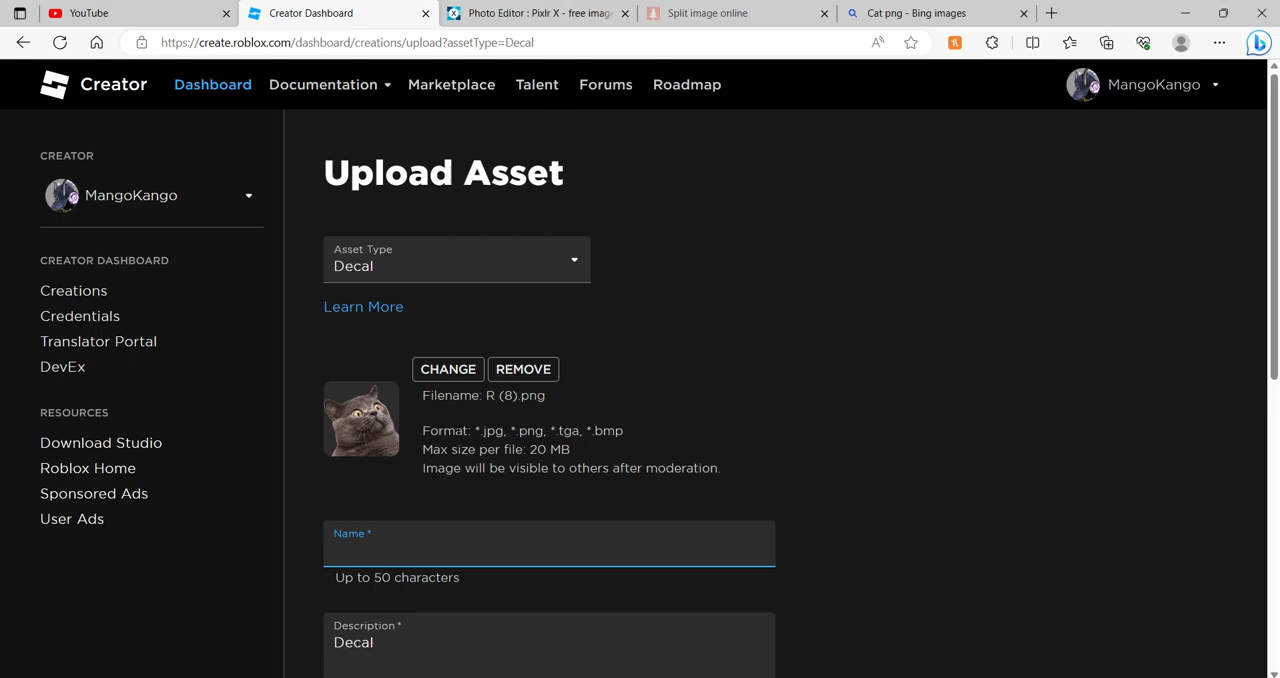 YouTube
Creator Dashboard
Photo Editor : Pixlr X - free imag
Split image online
Cat png - Bing images
https://create.roblox.com/dashboard/creations/upload?assetType=Decal
Creator
Dashboard
Documentation
Marketplace
Talent
Forums
Roadmap
MangoKango
CREATOR
MangoKango
CREATOR DASHBOARD
Creations
Credentials
Translator Portal
DevEx
RESOURCES
Download Studio
Roblox Home
Sponsored Ads
User Ads
Upload Asset
Asset Type
Decal
Learn More
CHANGE REMOVE
Filename: R (8).png
Format: *.jpg, *.png, *.tga, *.bmp
Max size per file: 20 MB
Image will be visible to others after moderation.
Name *
Up to 50 characters
Description *
Decal